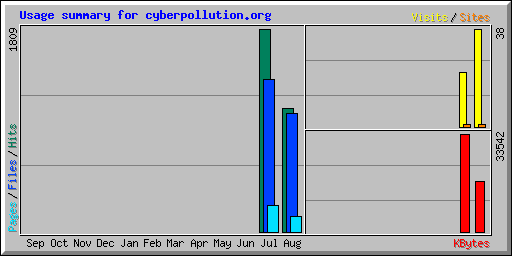 Usage summary for cyberpollution.org
Visits / Sites
1809
38
Pages / Files / Hits
33542
Sep Oct Nov Dec Jan Feb Mar Apr May Jun Jul Aug
KBytes